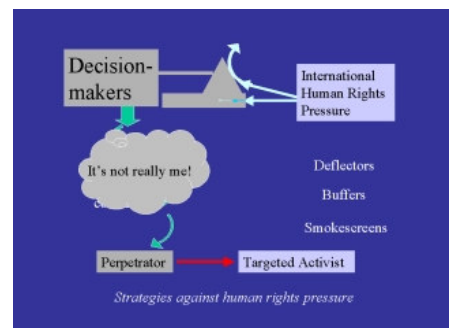 Decision-
makers
International
Human Rights
Pressure
It's not really me!
Deflectors
Buffers
Smokescreens
Perpetrator
Targeted Activist
Strategies against human rights pressure